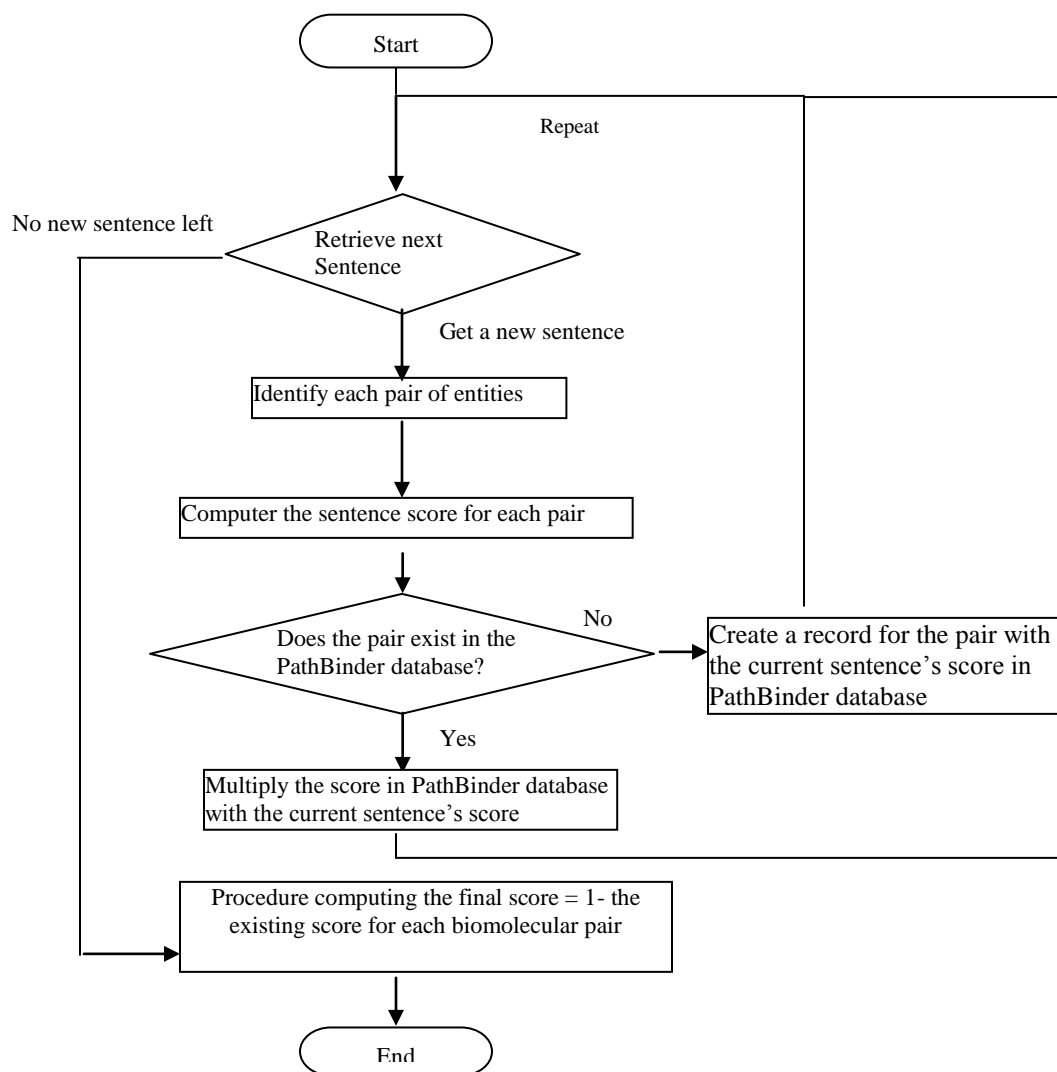 Start
Repeat
No new sentence left
Retrieve next
Sentence
Get a new sentence
Identify each pair of entities
Computer the sentence score for each pair
Does the pair exist in the
PathBinder database?
No
Create a record for the pair with
the current sentence’s score in
PathBinder database
Yes
Multiply the score in PathBinder database
with the current sentence’s score
Procedure computing the final score = 1- the
existing score for each biomolecular pair
End